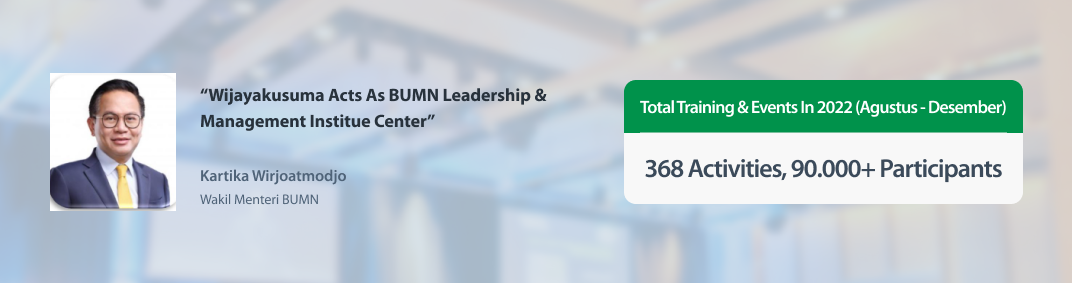 “Wijayakusuma Acts As BUMN Leadership &
Management Institue Center”
Kartika Wirjoatmodjo
Wakil Menteri BUMN
Total Training & Events In 2022 (Agustus - Desember)
368 Activities, 90.000+ Participants